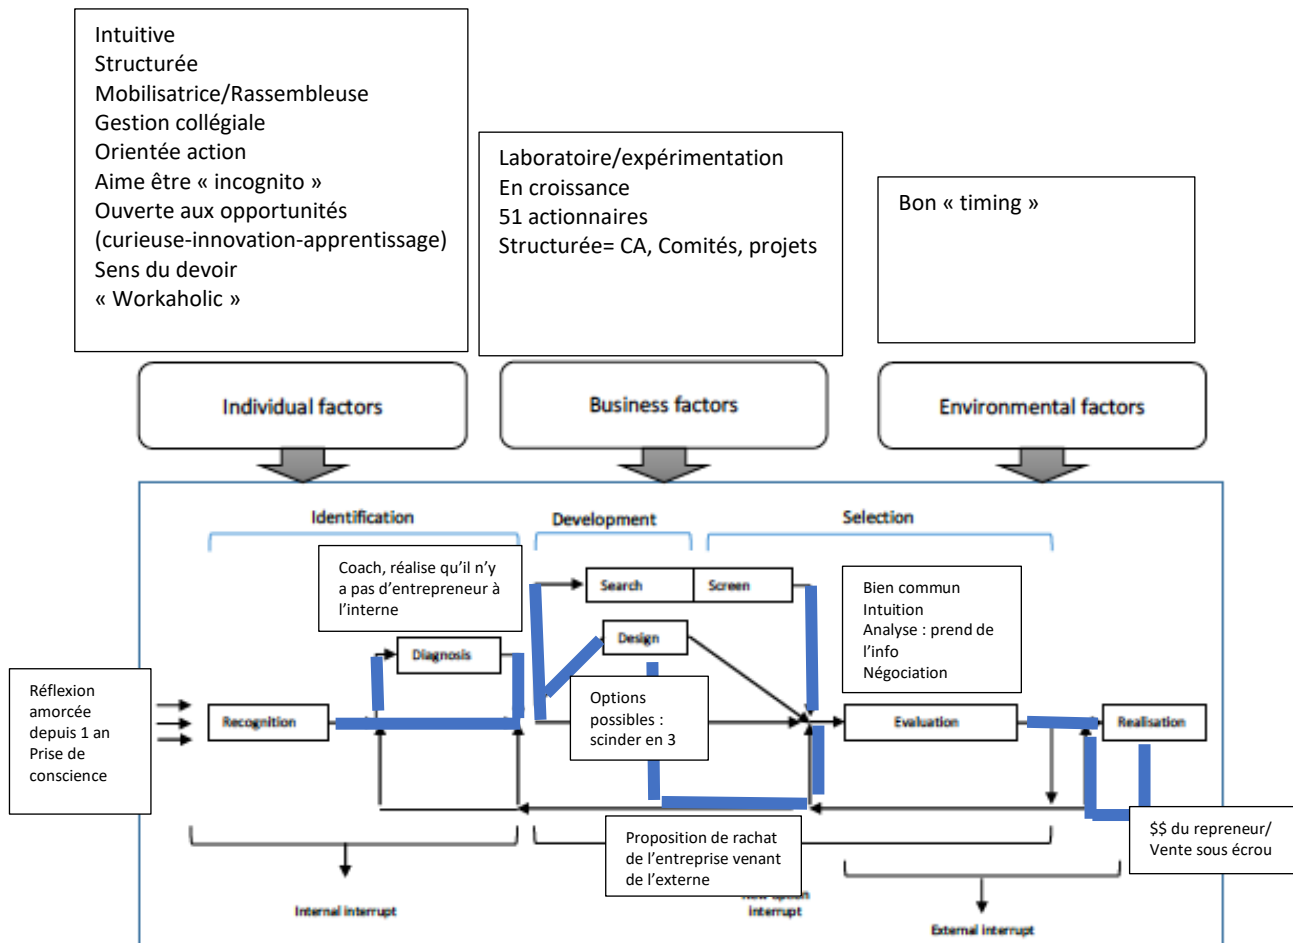 Intuitive
Structurée
Mobilisatrice/Rassembleuse
Gestion collégiale
Orientée action
Aime être « incognito »
Ouverte aux opportunités
(curieuse-innovation-apprentissage)
Sens du devoir
« Workaholic »
Laboratoire/expérimentation
En croissance
51 actionnaires
Structurée= CA, Comités, projets
Bon « timing »
Individual factors
Business factors
Environmental factors
Identification
Development
Selection
Coach, réalise qu’il n’y
a pas d’entrepreneur à
l’interne
Search
Screen
Bien commun
Intuition
Analyse : prend de
l’info
Négociation
Design
Diagnosis
Réflexion
amorcée
depuis 1 an
Prise de
conscience
Recognition
Options
possibles :
scinder en 3
Evaluation
Realisation
Proposition de rachat
de l’entreprise venant
de l’externe
$$ du repreneur/
Vente sous écrou
Internal interrupt
interrupt
External interrupt